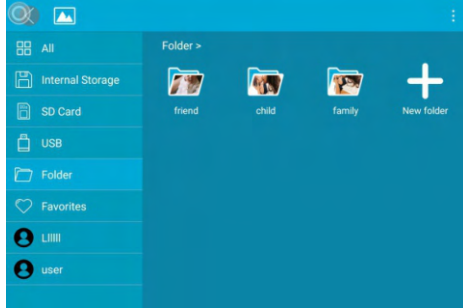 All
Internal Storage
SD Card
USB
Folder
Favorites
LIIIII
user
Folder >
friend
child
family
New folder